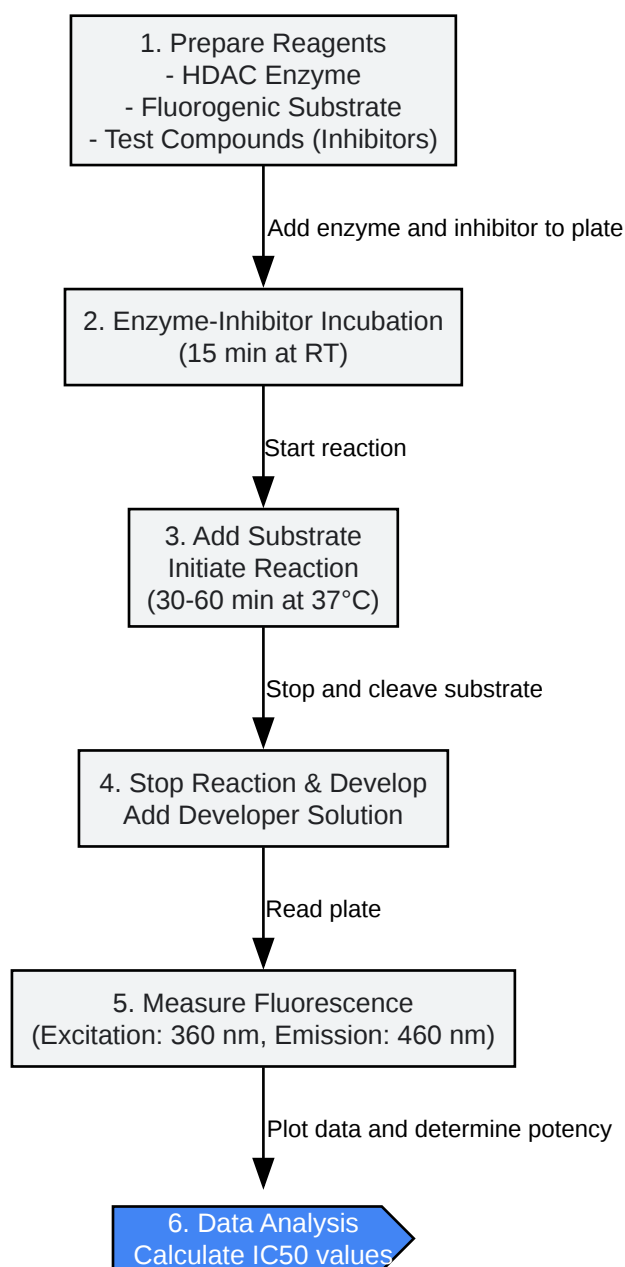 1. Prepare Reagents
- HDAC Enzyme
- Fluorogenic Substrate
- Test Compounds (Inhibitors)
Add enzyme and inhibitor to plate
2. Enzyme-Inhibitor Incubation
(15 min at RT)
Start reaction
3. Add Substrate
Initiate Reaction
(30-60 min at 37°C)
Stop and cleave substrate
4. Stop Reaction & Develop
Add Developer Solution
Read plate
5. Measure Fluorescence
(Excitation: 360 nm, Emission: 460 nm)
Plot data and determine potency
6. Data Analysis
Calculate IC50 values